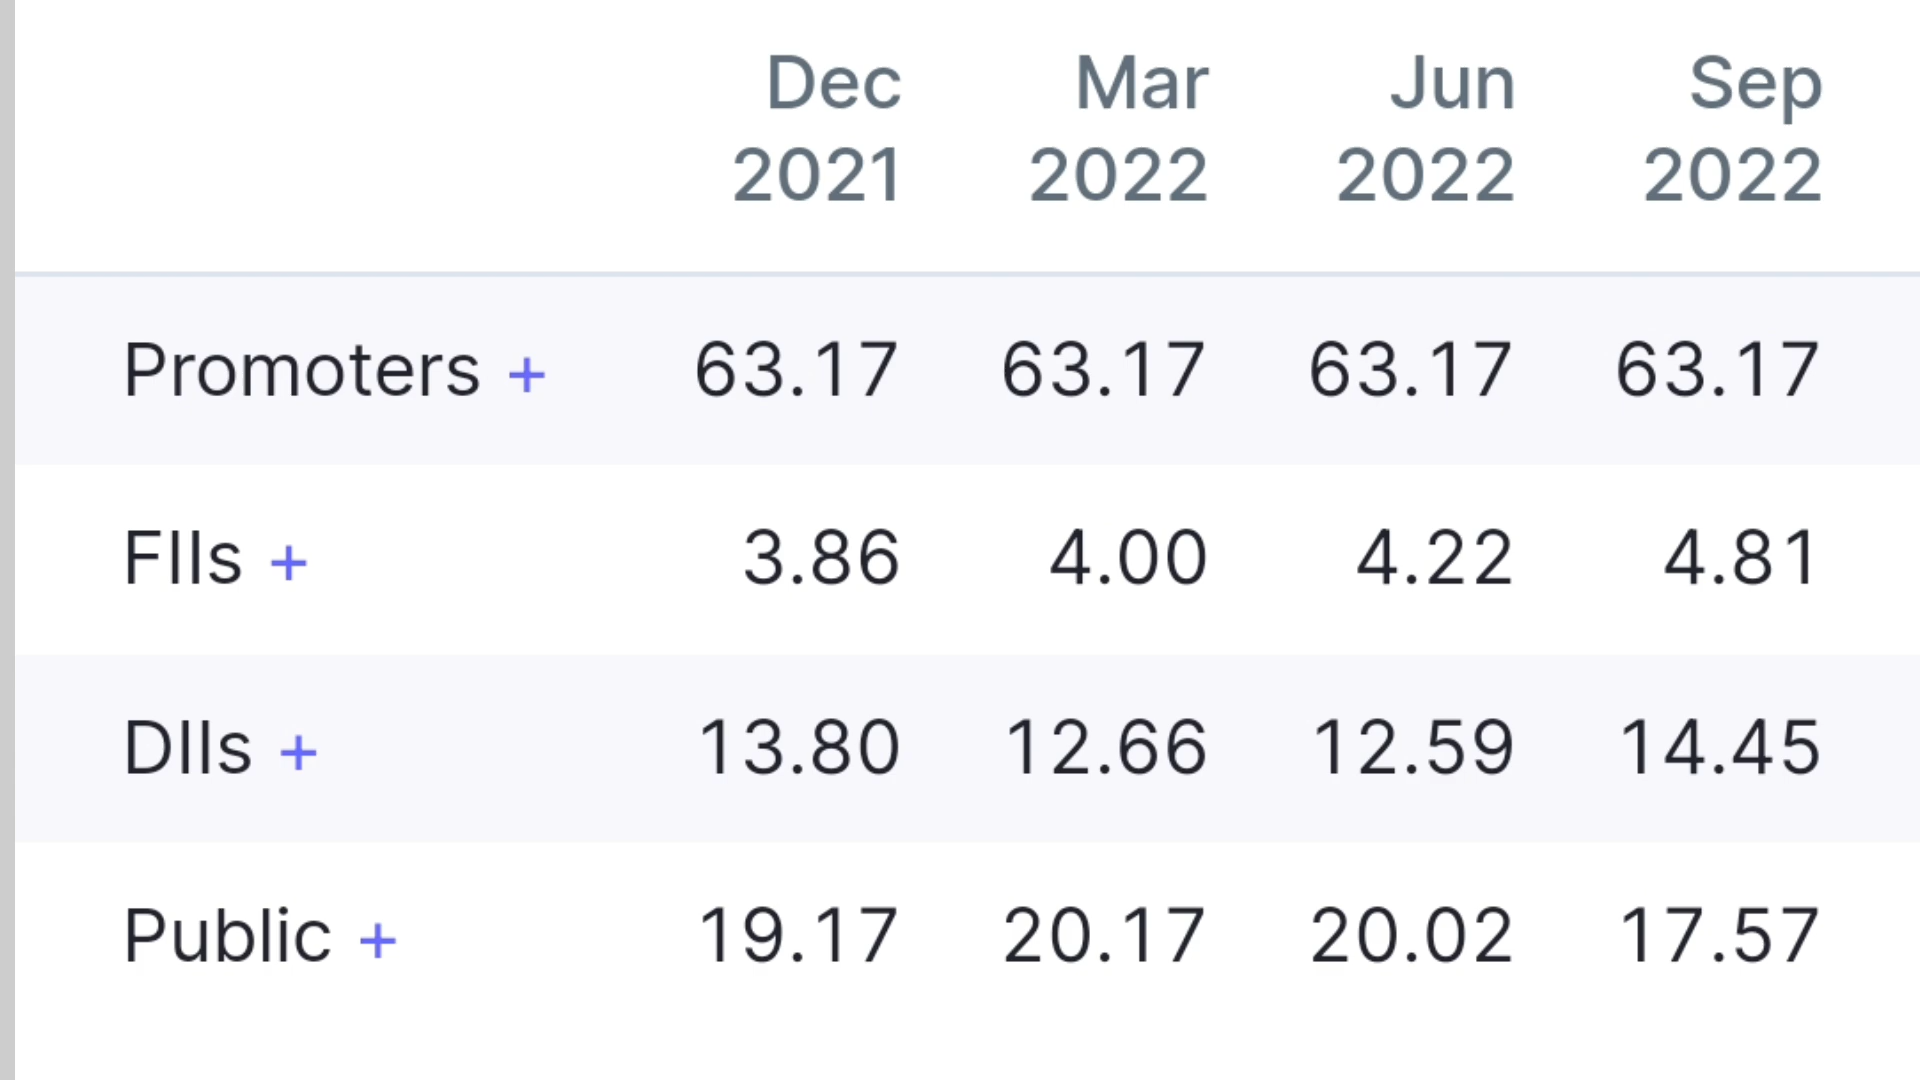 Dec Mar Jun Sep
2021 2022 2022 2022
Promoters + 63.17 63.17 63.17 63.17
FIIs + 3.86 4.00 4.22 4.81
DIIs + 13.80 12.66 12.59 14.45
Public + 19.17 20.17 20.02 17.57